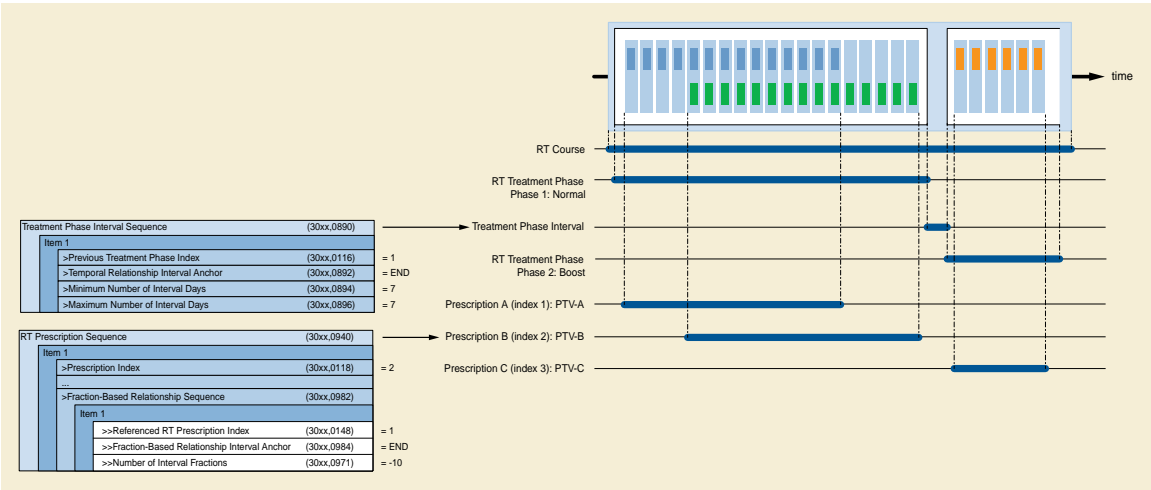 time
RT Course
RT Treatment Phase
Phase 1: Normal
Treatment Phase Interval
RT Treatment Phase
Phase 2: Boost
Prescription A (index 1): PTV-A
Prescription B (index 2): PTV-B
Prescription C (index 3): PTV-C
Treatment Phase Interval Sequence (30xx,0890)
Item 1
>Previous Treatment Phase Index (30xx,0116) = 1
>Temporal Relationship Interval Anchor (30xx,0892) = END
>Minimum Number of Interval Days (30xx,0894) = 7
>Maximum Number of Interval Days (30xx,0896) = 7
RT Prescription Sequence (30xx,0940)
Item 1
>Prescription Index (30xx,0118) = 2
...
>Fraction-Based Relationship Sequence (30xx,0982)
Item 1
>>Referenced RT Prescription Index (30xx,0148) = 1
>>Fraction-Based Relationship Interval Anchor (30xx,0984) = END
>>Number of Interval Fractions (30xx,0971) = -10